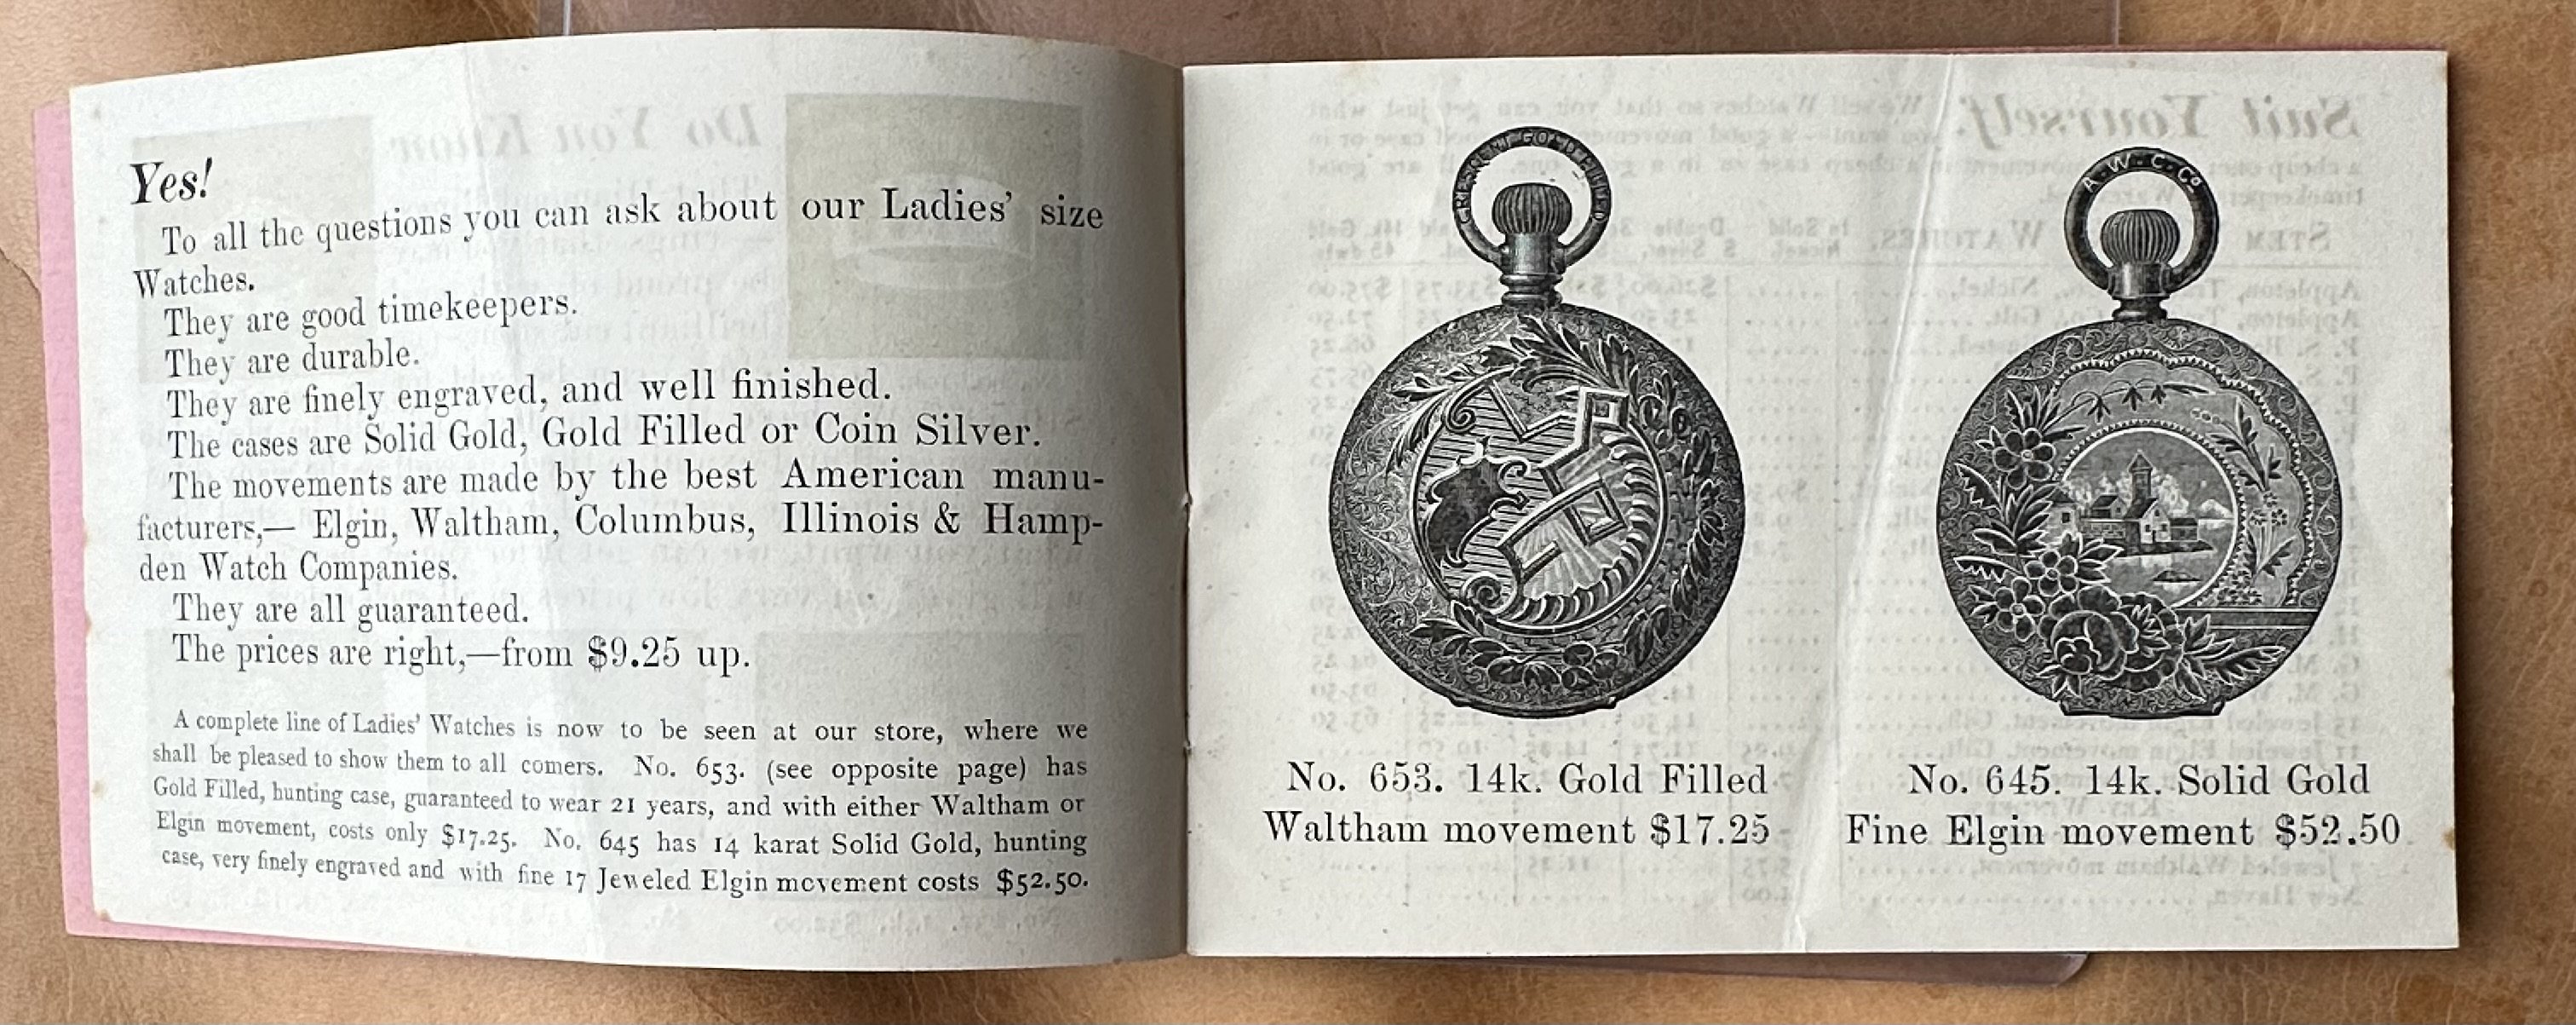 Yes!
To all the questions you can ask about our Ladies' size
Watches.
They are good timekeepers.
They are durable.
They are finely engraved, and well finished.
The cases are Solid Gold, Gold Filled or Coin Silver.
The movements are made by the best American manu-
facturers,— Elgin, Waltham, Columbus, Illinois & Hamp-
den Watch Companies.
They are all guaranteed.
The prices are right,—from $9.25 up.
A complete line of Ladies' Watches is now to be seen at our store, where we
shall be pleased to show them to all comers. No. 653. (see opposite page) has
Gold Filled, hunting case, guaranteed to wear 21 years, and with either Waltham or
Elgin movement, costs only $17.25. No. 645 has 14 karat Solid Gold, hunting
case, very finely engraved and with fine 17 Jeweled Elgin movement costs $52.50.
CRESCENT GOLD FILLED
A.W.C.Co
No. 653. 14k. Gold Filled
Waltham movement $17.25
No. 645. 14k. Solid Gold
Fine Elgin movement $52.50